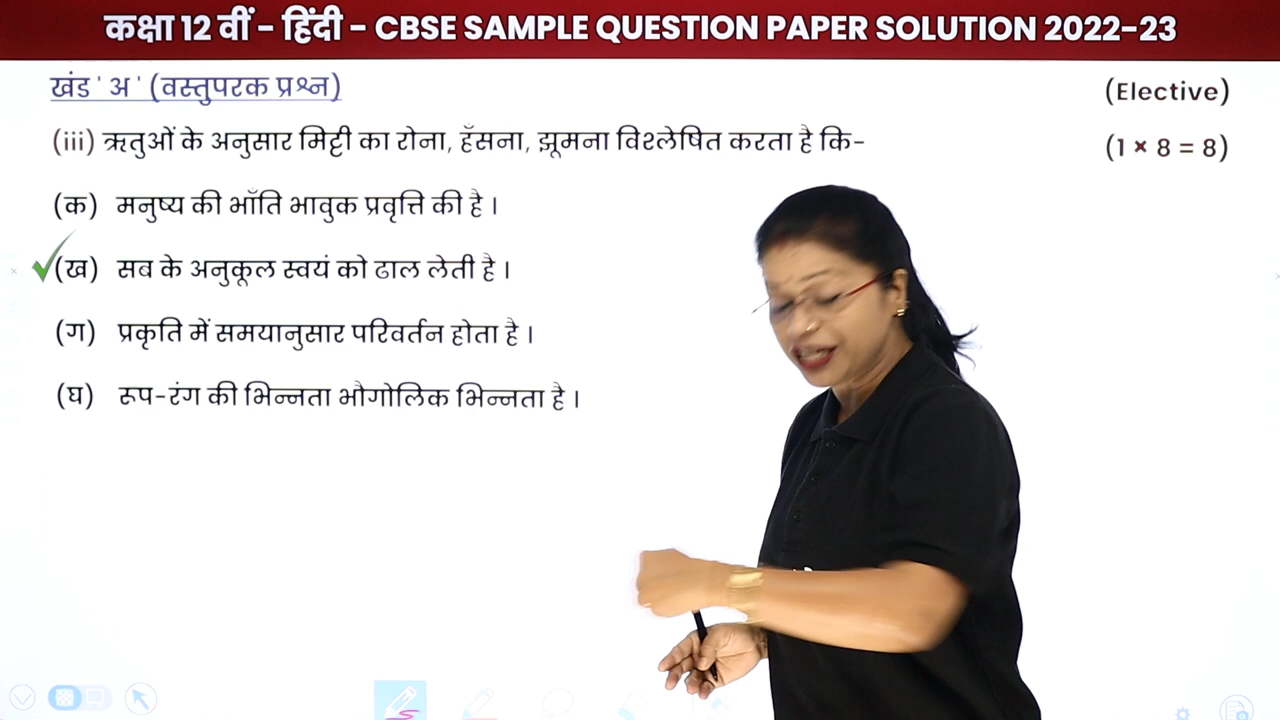 कक्षा 12 वीं - हिंदी - CBSE SAMPLE QUESTION PAPER SOLUTION 2022-23
खंड ' अ ' (वस्तुपरक प्रश्न)
(Elective)
(iii) ऋतुओं के अनुसार मिट्टी का रोना, हँसना, झूमना विश्लेषित करता है कि-
(1 × 8 = 8)
(क) मनुष्य की भाँति भावुक प्रवृत्ति की है ।
(ख) सब के अनुकूल स्वयं को ढाल लेती है ।
(ग) प्रकृति में समयानुसार परिवर्तन होता है ।
(घ) रूप-रंग की भिन्नता भौगोलिक भिन्नता है ।